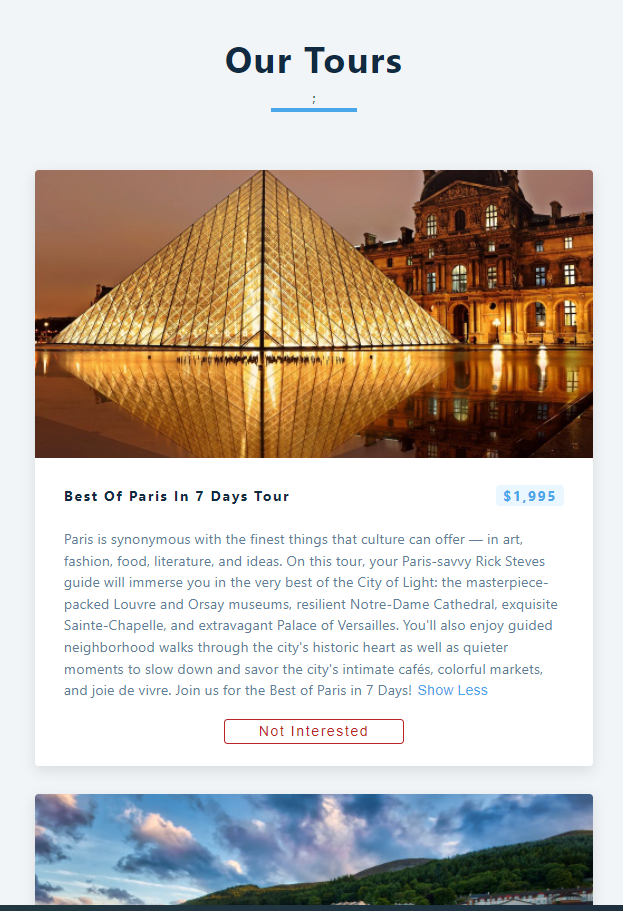 Our Tours
;
Best Of Paris In 7 Days Tour
$1,995
Paris is synonymous with the finest things that culture can offer — in art,
fashion, food, literature, and ideas. On this tour, your Paris-savvy Rick Steves
guide will immerse you in the very best of the City of Light: the masterpiece-
packed Louvre and Orsay museums, resilient Notre-Dame Cathedral, exquisite
Sainte-Chapelle, and extravagant Palace of Versailles. You'll also enjoy guided
neighborhood walks through the city's historic heart as well as quieter
moments to slow down and savor the city's intimate cafés, colorful markets,
and joie de vivre. Join us for the Best of Paris in 7 Days! Show Less
Not Interested